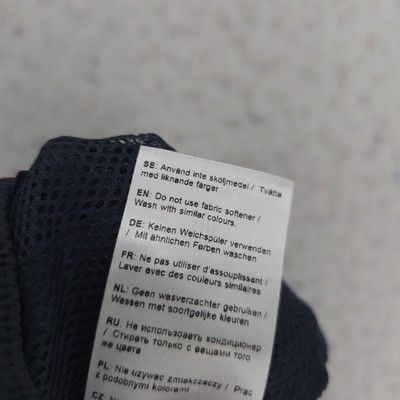 SE: Använd inte sköljmedel / Tvätta
med liknande färger
EN: Do not use fabric softener /
Wash with similar colours.
DE: Keinen Weichspüler verwenden
/ Mit ähnlichen Farben waschen
FR: Ne pas utiliser d'assouplissant /
Laver avec des couleurs similaires
NL: Geen wasverzachter gebruiken /
Wassen met soortgelijke kleuren
RU: Не использовать кондиционер
/ Стирать только с вещами того
же цвета
PL: Nie używać zmiękczaczy / Prać
z podobnymi kolorami
CZ: